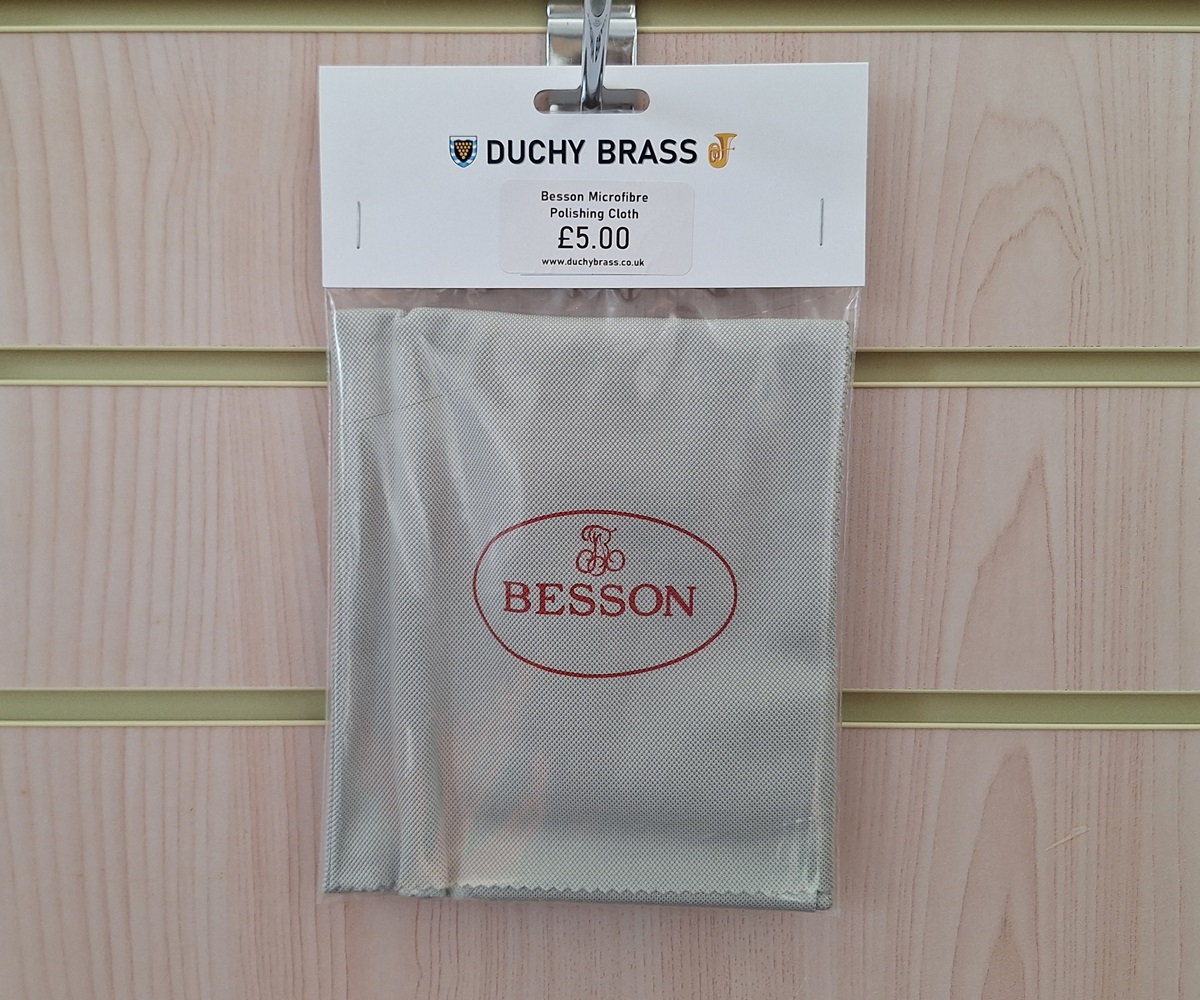 DUCHY BRASS
Besson Microfibre
Polishing Cloth
£5.00
www.duchybrass.co.uk
BESSON